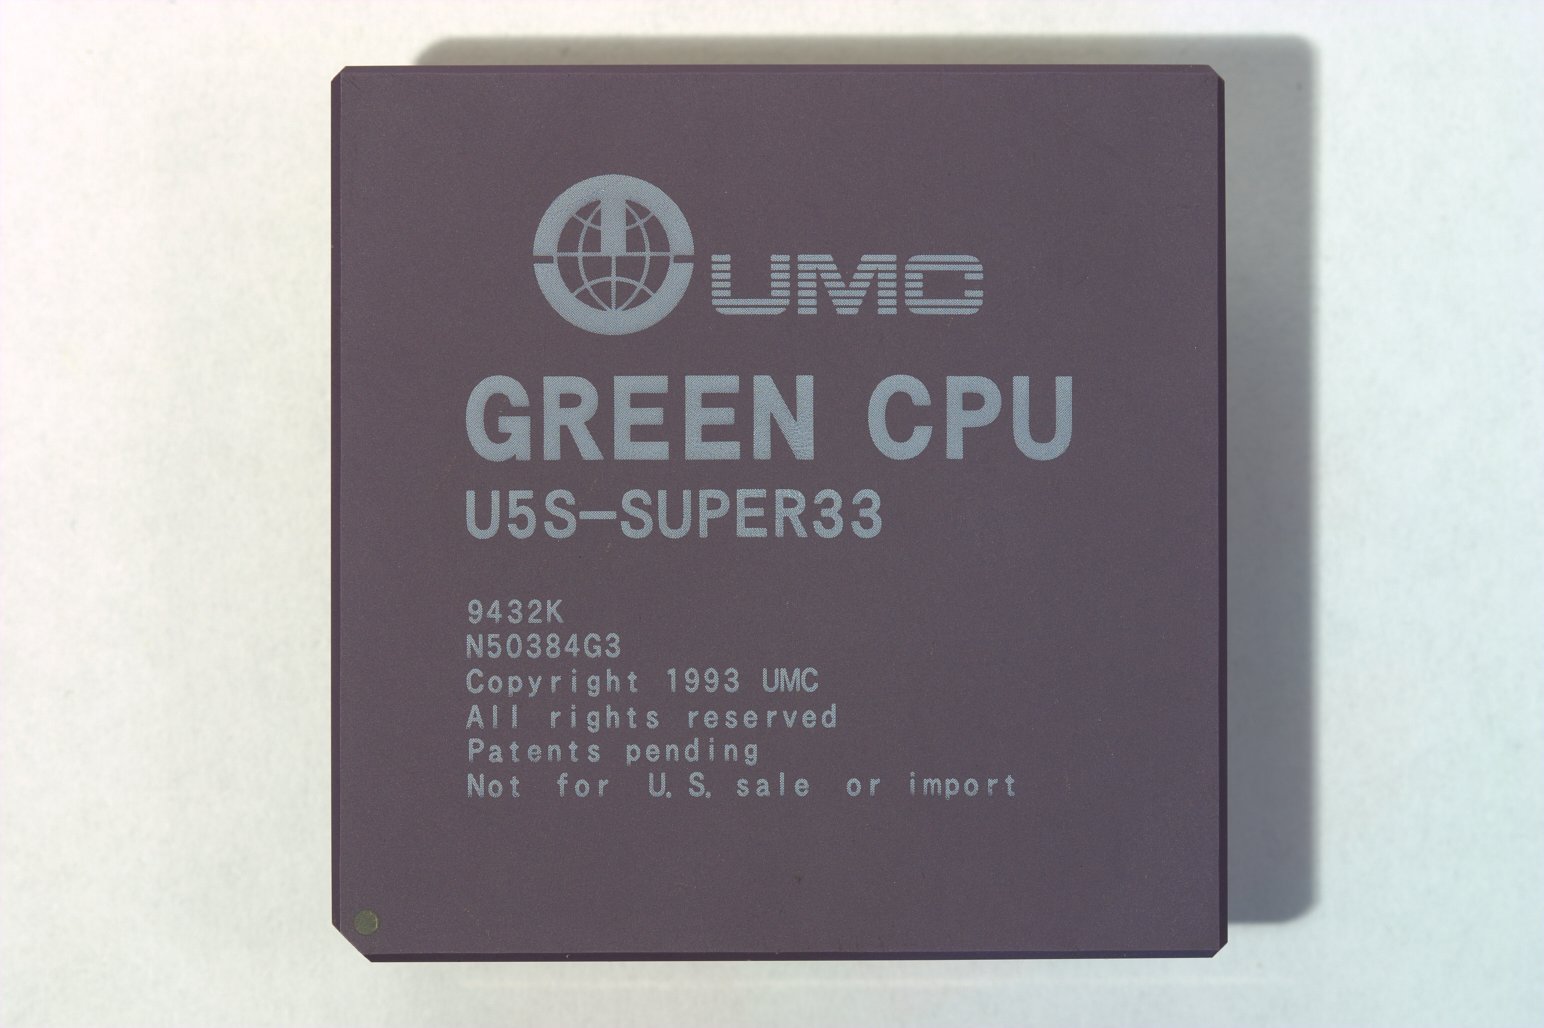 UMC
GREEN CPU
U5S-SUPER33
9432K
N50384G3
Copyright 1993 UMC
All rights reserved
Patents pending
Not for U.S. sale or import